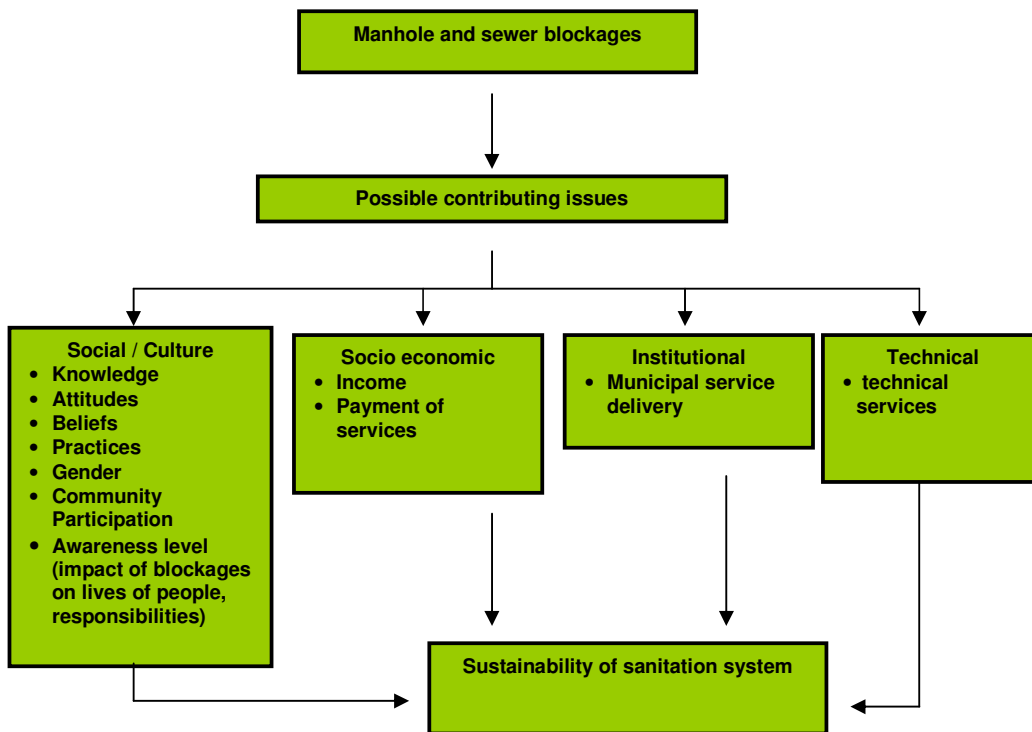 Manhole and sewer blockages
Possible contributing issues
Social / Culture
• Knowledge
• Attitudes
• Beliefs
• Practices
• Gender
• Community
Participation
• Awareness level
(impact of blockages
on lives of people,
responsibilities)
Socio economic
• Income
• Payment of
services
Institutional
• Municipal service
delivery
Technical
• technical
services
Sustainability of sanitation system